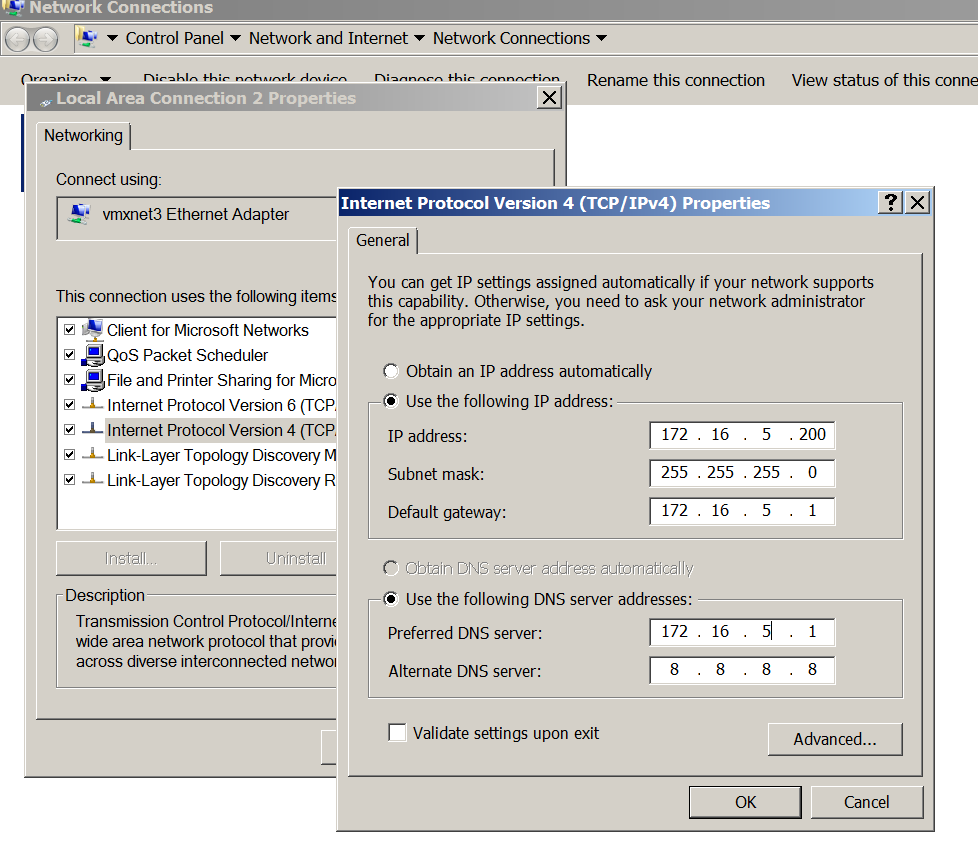 Network Connections
Control Panel Network and Internet Network Connections
Organize Disable this network device Diagnose this connection Rename this connection View status of this conne
Local Area Connection 2 Properties
Networking
Connect using:
vmxnet3 Ethernet Adapter
This connection uses the following items
Client for Microsoft Networks
QoS Packet Scheduler
File and Printer Sharing for Micro
Internet Protocol Version 6 (TCP
Internet Protocol Version 4 (TCP
Link-Layer Topology Discovery M
Link-Layer Topology Discovery R
Install... Uninstall
Description
Transmission Control Protocol/Interne
wide area network protocol that provi
across diverse interconnected netwo
Internet Protocol Version 4 (TCP/IPv4) Properties
General
You can get IP settings assigned automatically if your network supports
this capability. Otherwise, you need to ask your network administrator
for the appropriate IP settings.
Obtain an IP address automatically
Use the following IP address:
IP address: 172 . 16 . 5 . 200
Subnet mask: 255 . 255 . 255 . 0
Default gateway: 172 . 16 . 5 . 1
Obtain DNS server address automatically
Use the following DNS server addresses:
Preferred DNS server: 172 . 16 . 5 . 1
Alternate DNS server: 8 . 8 . 8 . 8
Validate settings upon exit
Advanced...
OK Cancel